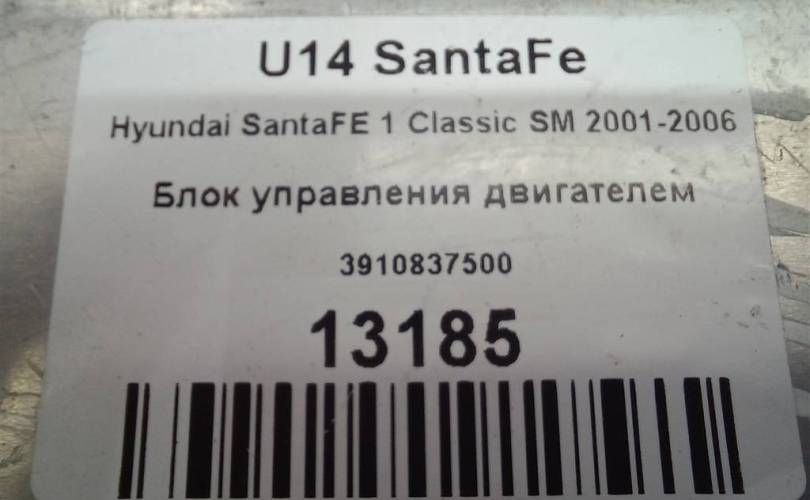 U14 SantaFe
Hyundai SantaFE 1 Classic SM 2001-2006
Блок управления двигателем
3910837500
13185